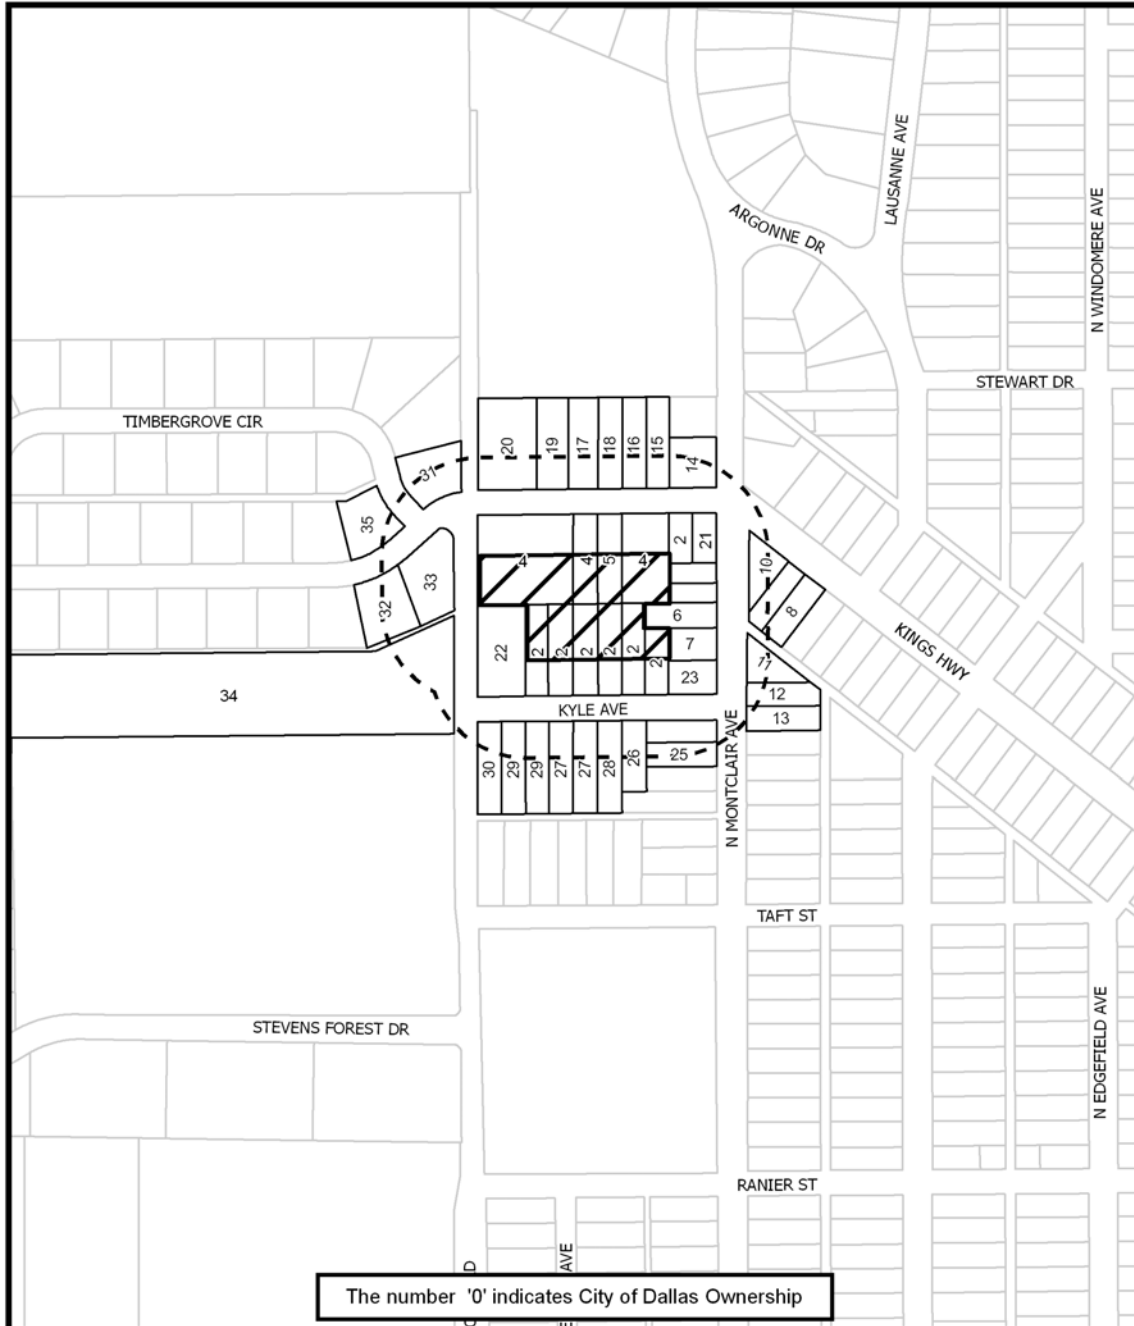 LAUSANNE AVE
ARGONNE DR
N WINDOMERE AVE
STEWART DR
TIMBERGROVE CIR
20
19
17
18
16
15
14
31
35
2
21
4
4
5
4
10
33
32
8
6
7
22
2
2
2
2
2
2
23
11
12
13
KINGS HWY
34
KYLE AVE
30
29
29
27
27
28
26
25
N MONTCLAIR AVE
TAFT ST
STEVENS FOREST DR
N EDGEFIELD AVE
RANIER ST
AVE
The number '0' indicates City of Dallas Ownership